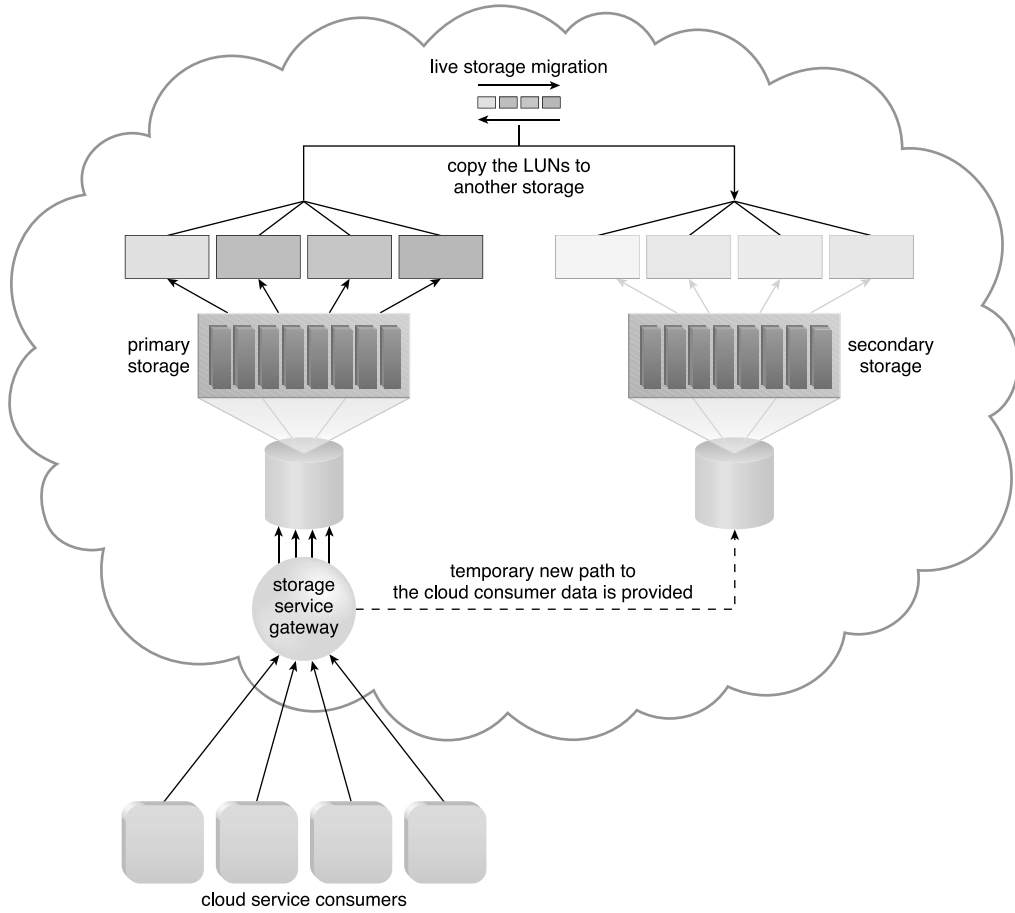 live storage migration
copy the LUNs to
another storage
primary
storage
secondary
storage
storage
service
gateway
temporary new path to
the cloud consumer data is provided
cloud service consumers